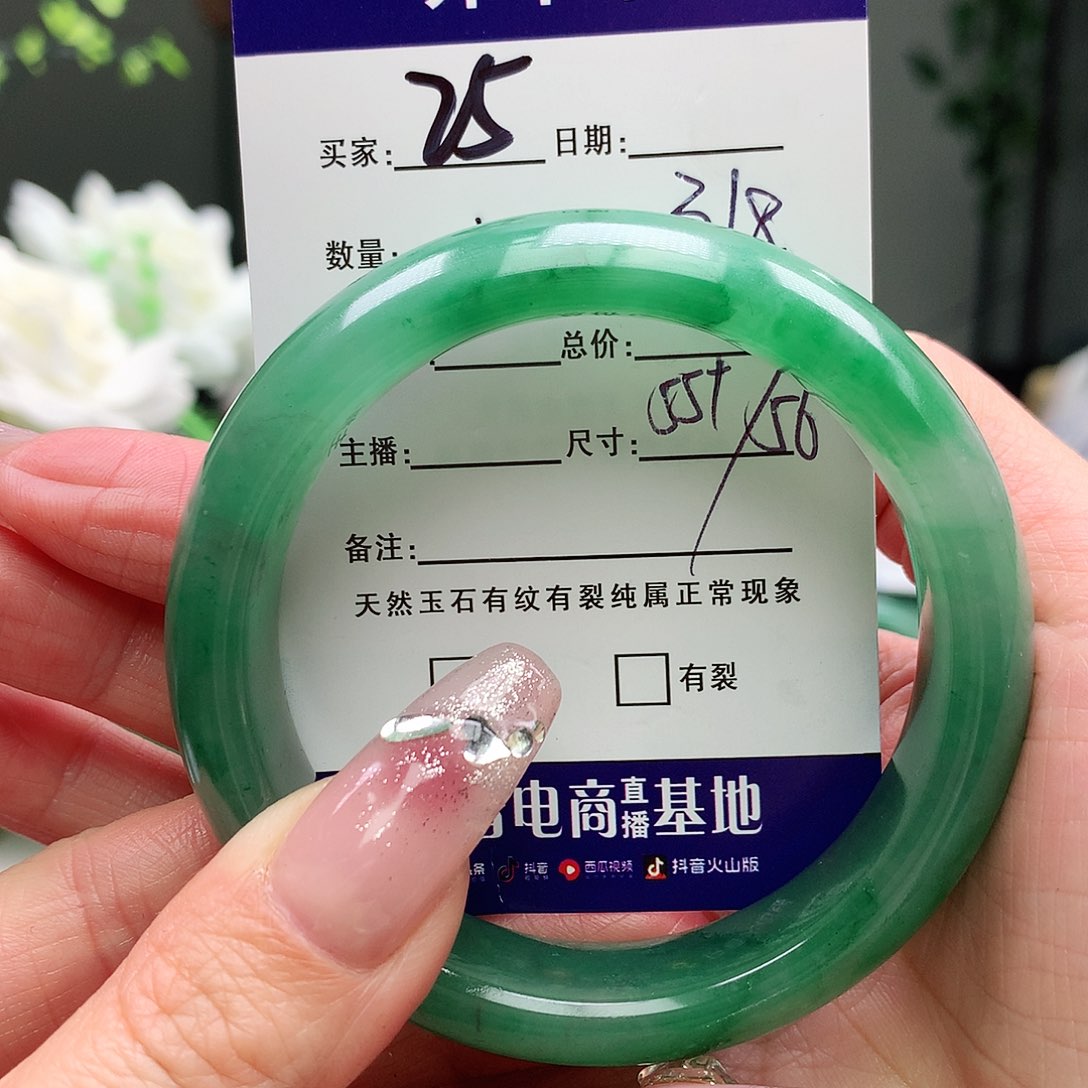 买家: 25 日期:
318
数量:
总价:
55+/56
主播: 尺寸:
备注:
天然玉石有纹有裂纯属正常现象
有裂
电商直播基地
抖音 西瓜视频 抖音火山版